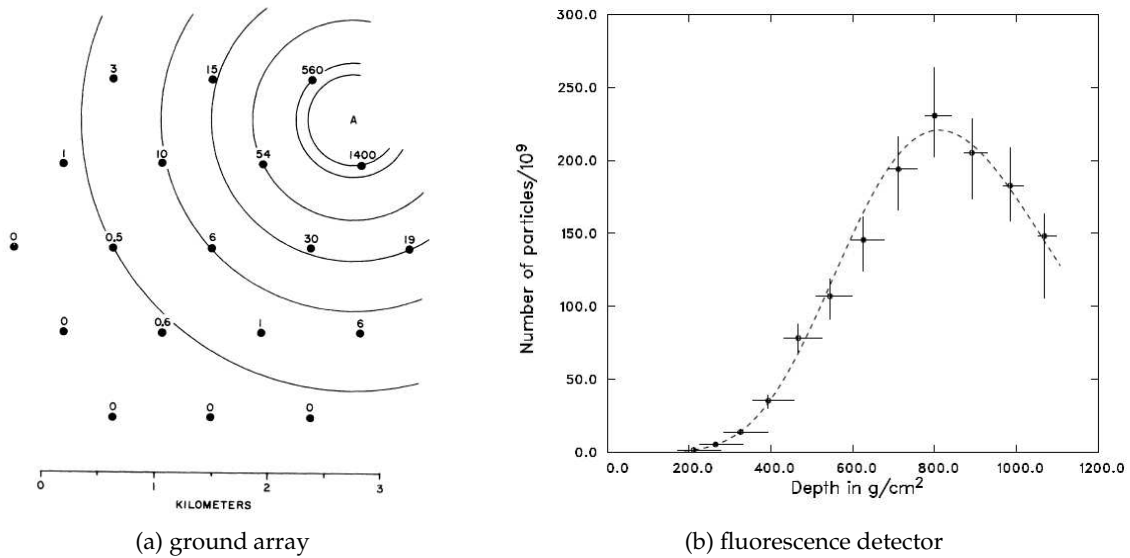 3 15 560
A
1 10 54 1400
0 0.5 6 30 19
0 0.6 1 6
0 0 0
0 1 2 3
KILOMETERS
(a) ground array
300.0
250.0
200.0
150.0
100.0
50.0
0.0
0.0 200.0 400.0 600.0 800.0 1000.0 1200.0
Number of particles/10⁹
Depth in g/cm²
(b) fluorescence detector